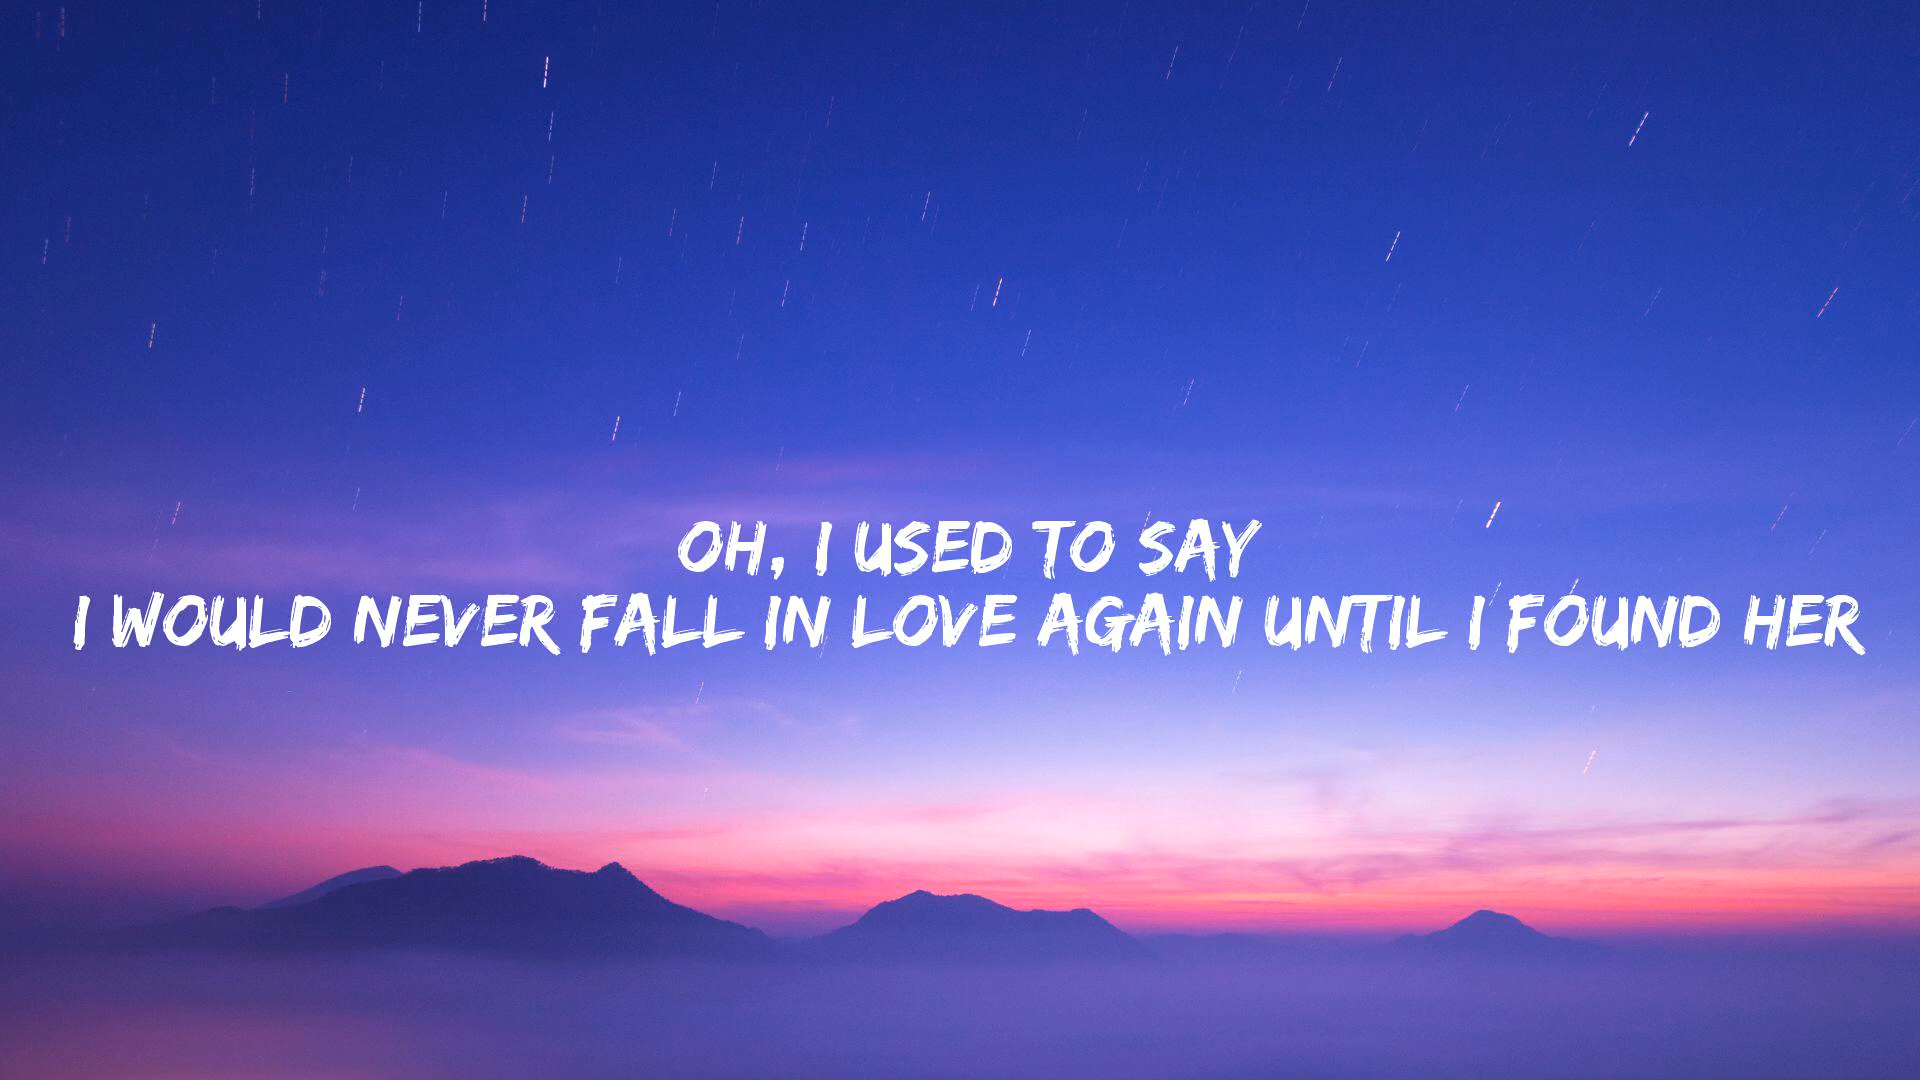 OH, I USED TO SAY
I WOULD NEVER FALL IN LOVE AGAIN UNTIL I FOUND HER